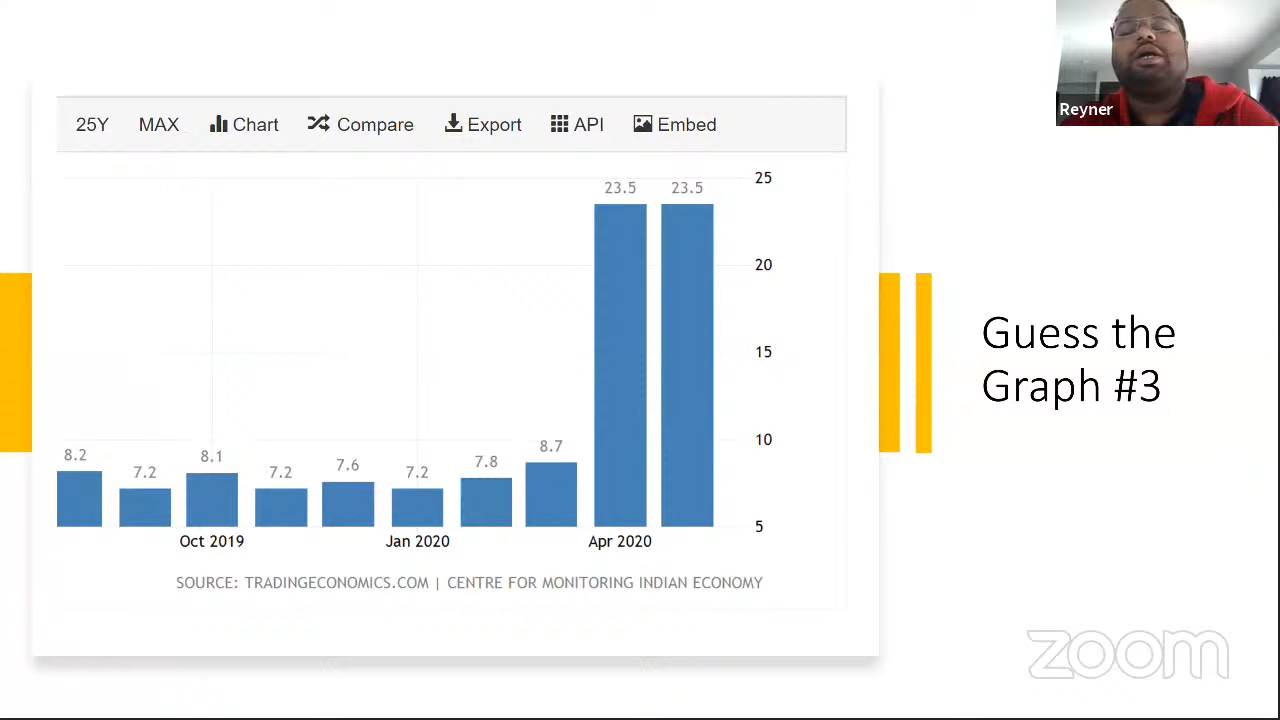 Reyner
25Y MAX Chart Compare Export API Embed
25
23.5 23.5
20
15
10
8.2 7.2 8.1 7.2 7.6 7.2 7.8 8.7
5
Oct 2019 Jan 2020 Apr 2020
SOURCE: TRADINGECONOMICS.COM | CENTRE FOR MONITORING INDIAN ECONOMY
Guess the
Graph #3
zoom